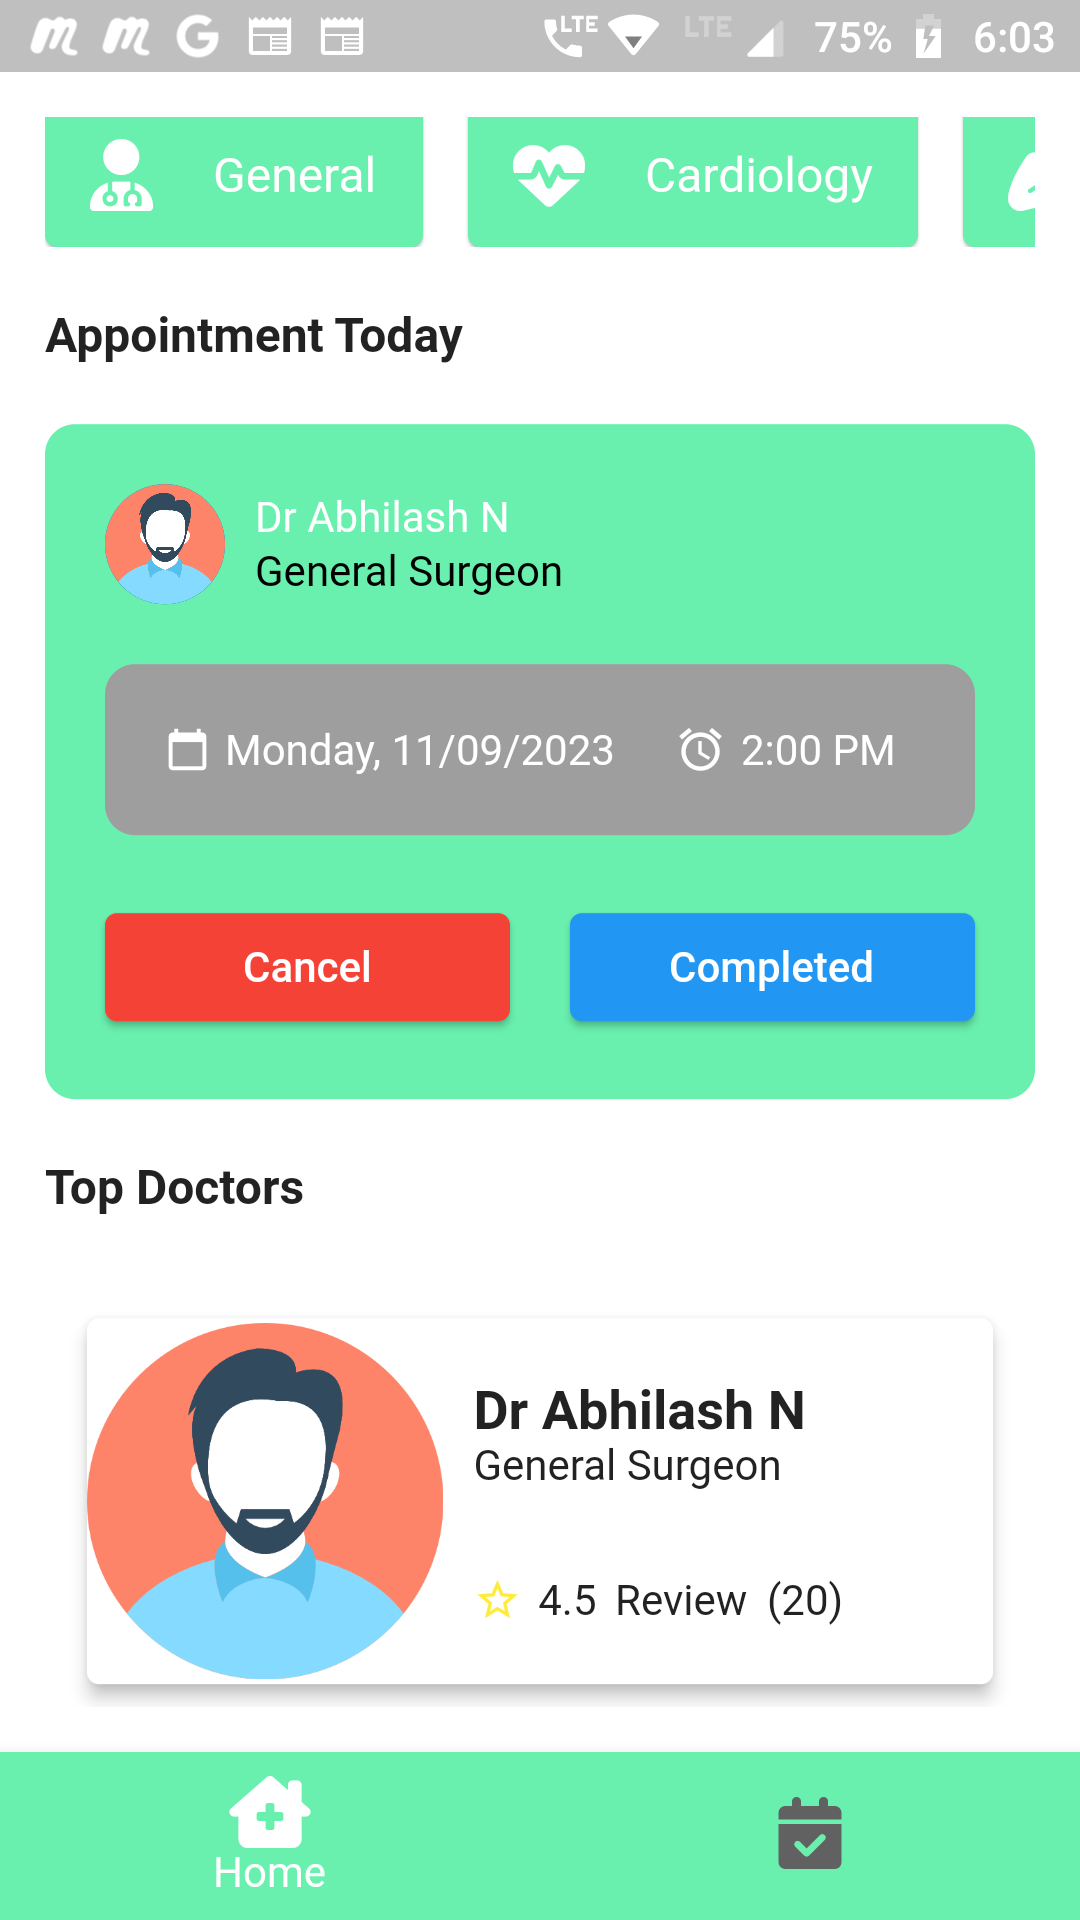 LTE LTE 75% 6:03
General Cardiology
Appointment Today
Dr Abhilash N
General Surgeon
Monday, 11/09/2023 2:00 PM
Cancel Completed
Top Doctors
Dr Abhilash N
General Surgeon
4.5 Review (20)
Home